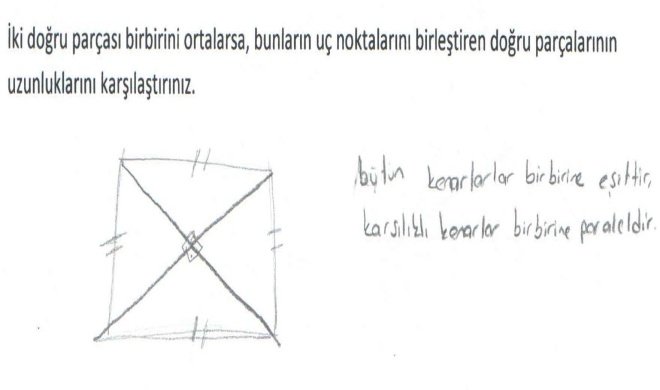 İki doğru parçası birbirini ortalarsa, bunların uç noktalarını birleştiren doğru parçalarının
uzunluklarını karşılaştırınız.
bütün kenarlarlar birbirine eşittir,
karşılıklı kenarlar birbirine paraleldir.